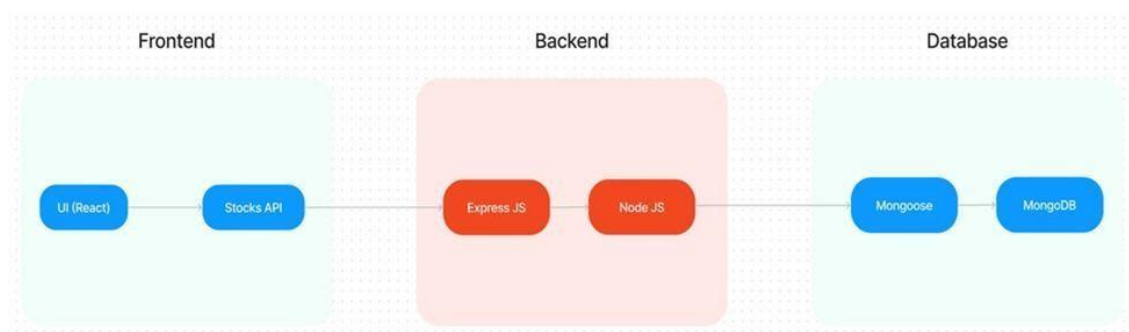 Frontend
Backend
Database
UI (React)
Stocks API
Express JS
Node JS
Mongoose
MongoDB